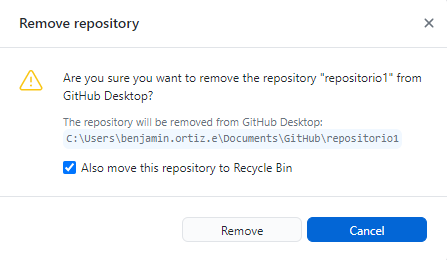 Remove repository
Are you sure you want to remove the repository "repositorio1" from
GitHub Desktop?
The repository will be removed from GitHub Desktop:
C:\Users\benjamin.ortiz.e\Documents\GitHub\repositorio1
Also move this repository to Recycle Bin
Remove
Cancel